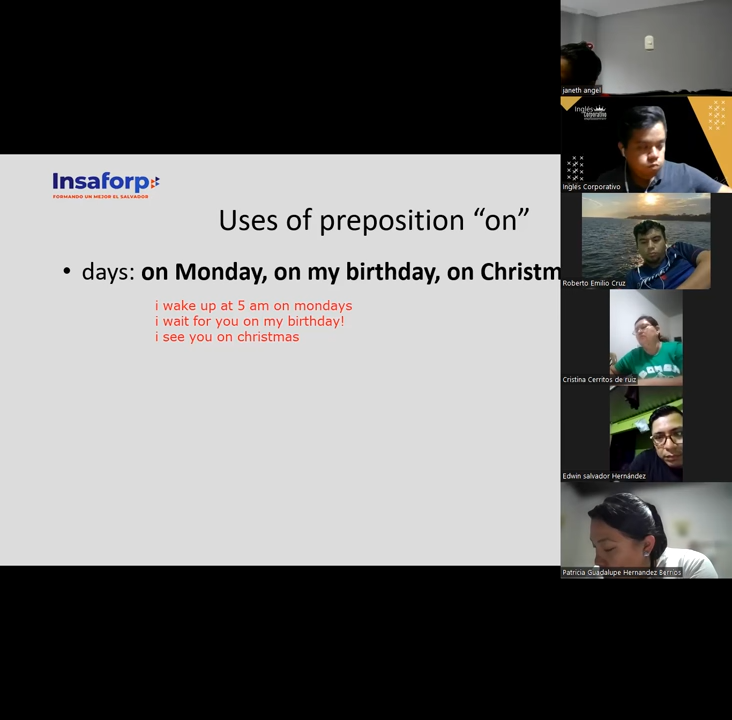 Insaforp
FORMANDO UN MEJOR EL SALVADOR
Uses of preposition “on”
• days: on Monday, on my birthday, on Christm
i wake up at 5 am on mondays
i wait for you on my birthday!
i see you on christmas
janeth angel
Inglés
Corporativo
Inglés Corporativo
Roberto Emilio Cruz
Cristina Cerritos de ruiz
Edwin salvador Hernández
Patricia Guadalupe Hernandez Berrios